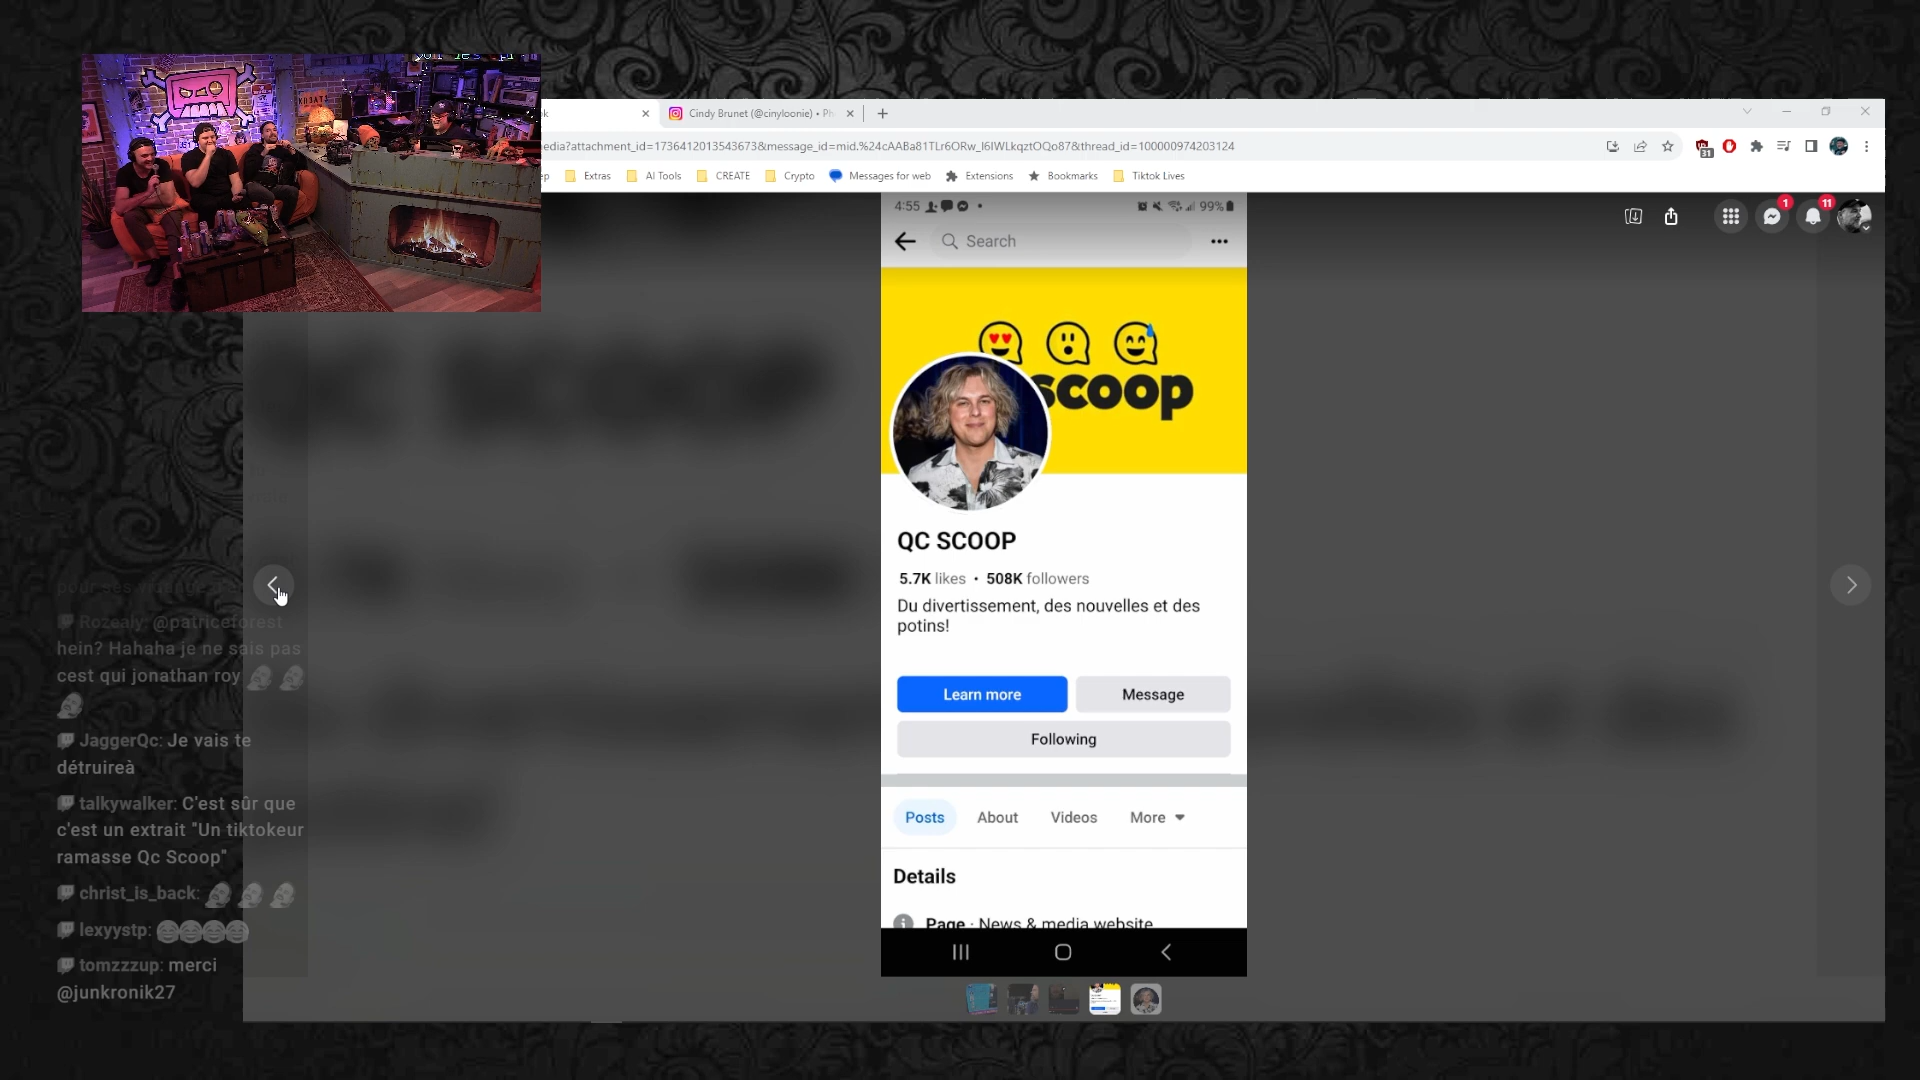 Cindy Brunet (@cinyloonie) • Ph
edia?attachment_id=1736412013543673&message_id=mid.%24cAABa81TLr6ORw_I6IWLkqztOQo87&thread_id=100000974203124
Extras
AI Tools
CREATE
Crypto
Messages for web
Extensions
Bookmarks
Tiktok Lives
31
4:55
99%
Search
1
11
scoop
QC SCOOP
5.7K likes • 508K followers
Du divertissement, des nouvelles et des
potins!
Learn more
Message
Following
Posts
About
Videos
More
Details
Page · News & media website
Rozealy: @patriceforest
hein? Hahaha je ne sais pas
cest qui jonathan roy
JaggerQc: Je vais te
détruireà
talkywalker: C'est sûr que
c'est un extrait "Un tiktokeur
ramasse Qc Scoop"
christ_is_back:
lexyystp:
tomzzzup: merci
@junkronik27